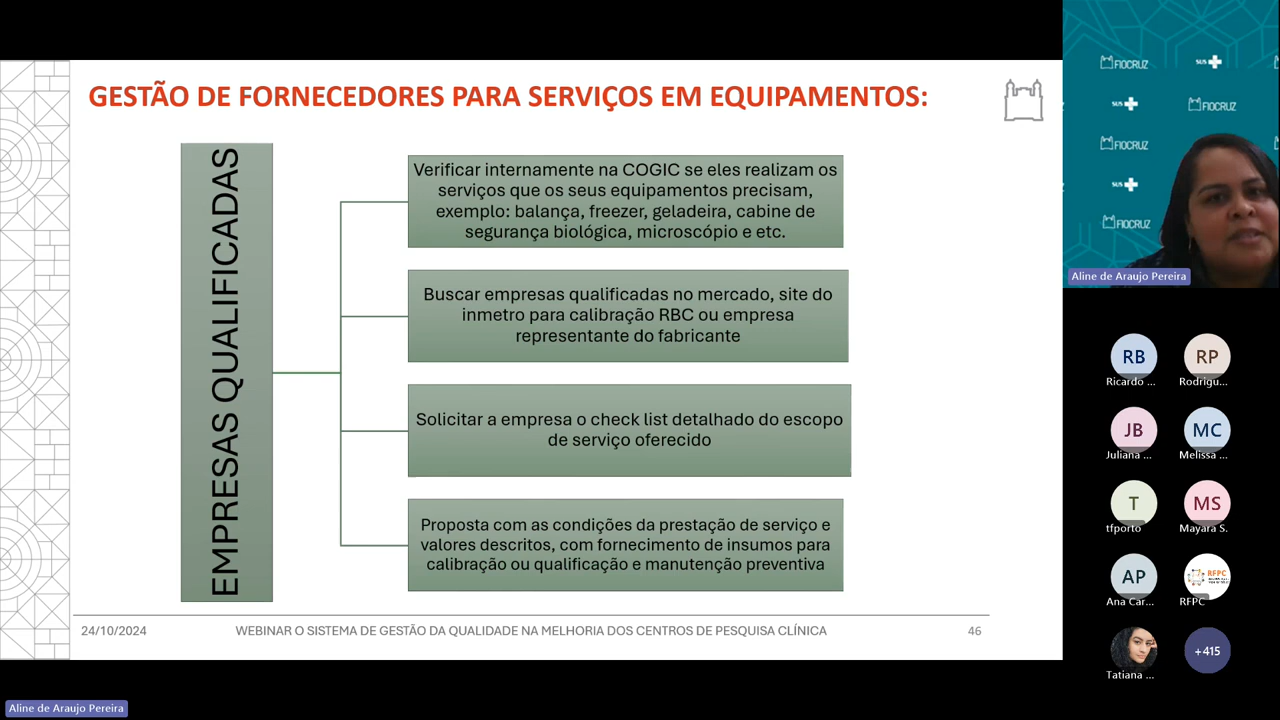 GESTÃO DE FORNECEDORES PARA SERVIÇOS EM EQUIPAMENTOS:
EMPRESAS QUALIFICADAS
Verificar internamente na COGIC se eles realizam os
serviços que os seus equipamentos precisam,
exemplo: balança, freezer, geladeira, cabine de
segurança biológica, microscópio e etc.
Buscar empresas qualificadas no mercado, site do
inmetro para calibração RBC ou empresa
representante do fabricante
Solicitar a empresa o check list detalhado do escopo
de serviço oferecido
Proposta com as condições da prestação de serviço e
valores descritos, com fornecimento de insumos para
calibração ou qualificação e manutenção preventiva
24/10/2024
WEBINAR O SISTEMA DE GESTÃO DA QUALIDADE NA MELHORIA DOS CENTROS DE PESQUISA CLÍNICA
46
FIOCRUZ
SUS
SUS
FIOCRUZ
FIOCRUZ
SUS
FIOCRUZ
Aline de Araujo Pereira
RB
Ricardo ...
RP
Rodrigu...
JB
Juliana ...
MC
Melissa ...
T
tfporto
MS
Mayara S.
AP
Ana Car...
RFPC
RFPC
Tatiana ...
+415
Aline de Araujo Pereira